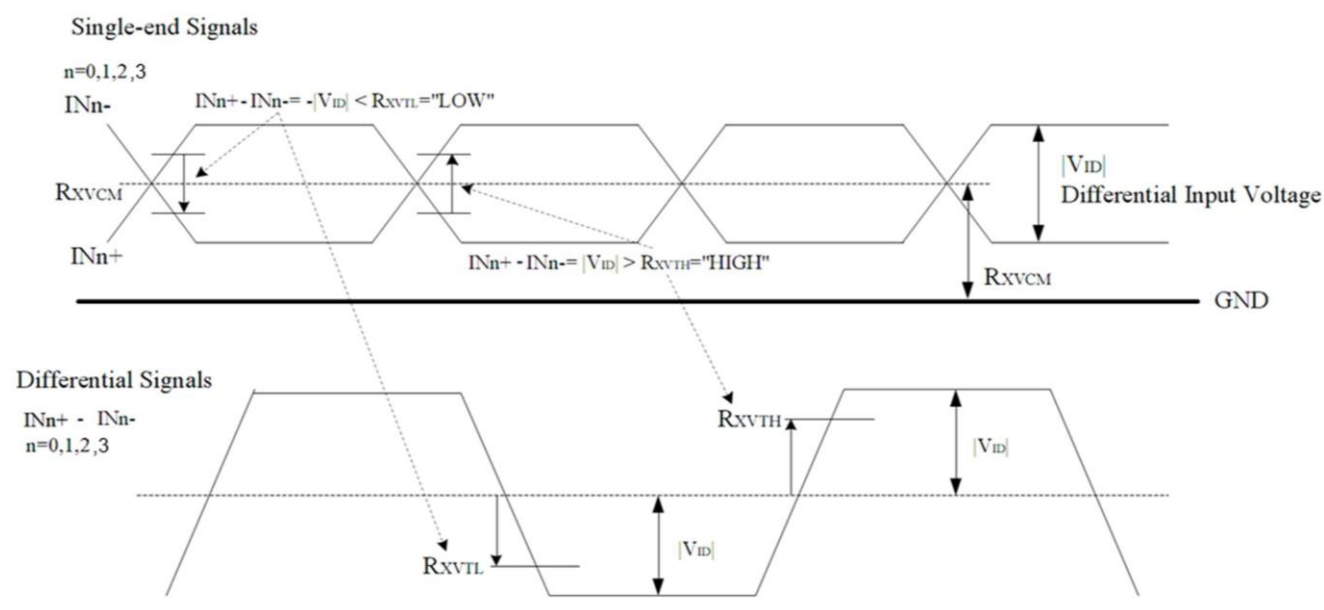 Single-end Signals
n=0,1,2,3
INn-
INn+-INn-= -|VID| < RXVTL="LOW"
|VID|
Differential Input Voltage
RXVCM
INn+
INn+ -INn-= |VID| > RXVTH="HIGH"
RXVCM
GND
Differential Signals
INn+ - INn-
n=0,1,2,3
RXVTH
|VID|
|VID|
RXVTL